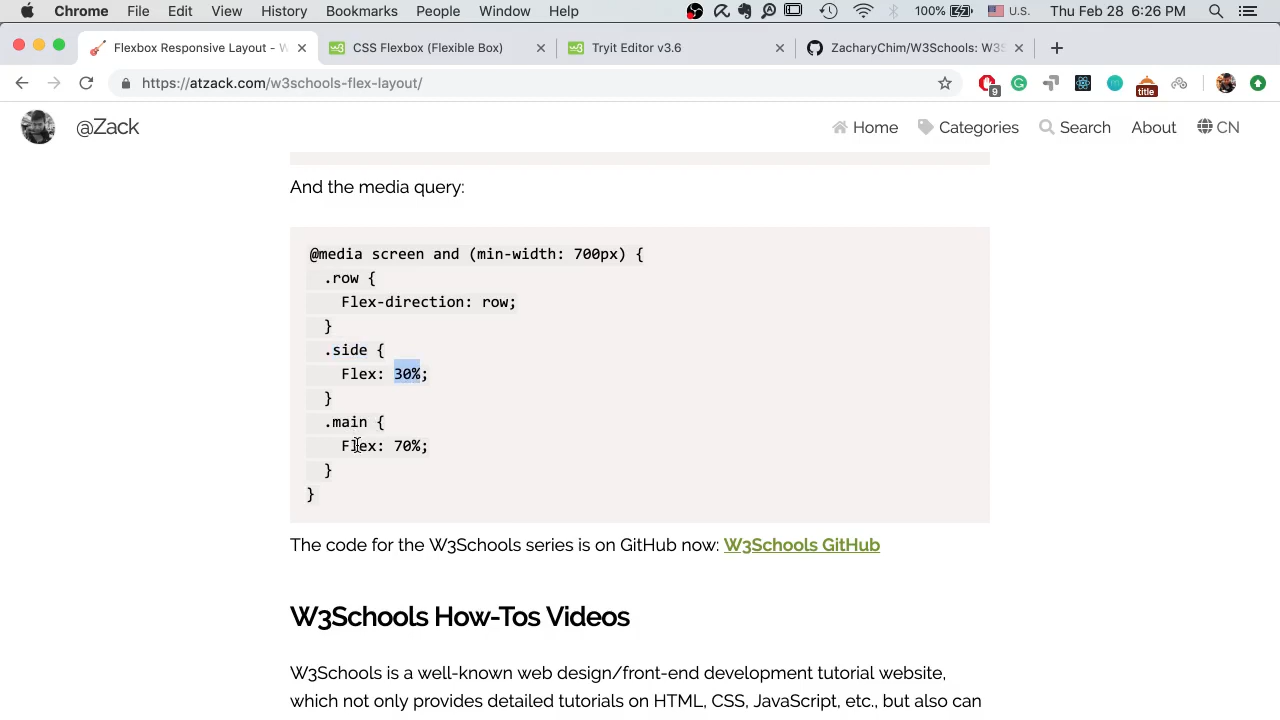 Chrome File Edit View History Bookmarks People Window Help 100% U.S. Thu Feb 28 6:26 PM
Flexbox Responsive Layout - W CSS Flexbox (Flexible Box) Tryit Editor v3.6 ZacharyChim/W3Schools: W3S
https://atzack.com/w3schools-flex-layout/ 9 title
@Zack Home Categories Search About CN
And the media query:
@media screen and (min-width: 700px) {
.row {
Flex-direction: row;
}
.side {
Flex: 30%;
}
.main {
Flex: 70%;
}
}
The code for the W3Schools series is on GitHub now: W3Schools GitHub
W3Schools How-Tos Videos
W3Schools is a well-known web design/front-end development tutorial website,
which not only provides detailed tutorials on HTML, CSS, JavaScript, etc., but also can